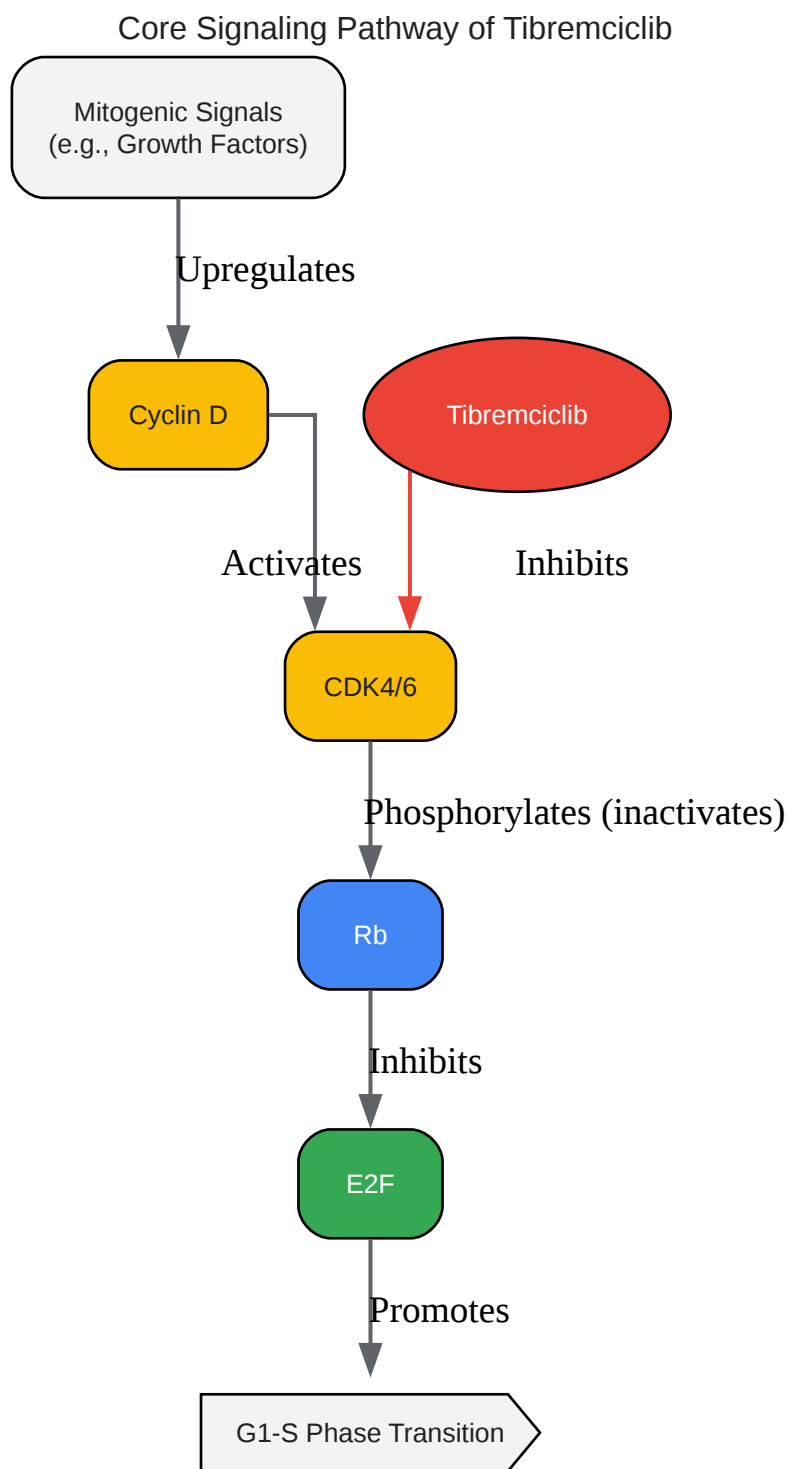 Core Signaling Pathway of Tibremciclib
Mitogenic Signals
(e.g., Growth Factors)
Upregulates
Cyclin D
Tibremciclib
Activates
Inhibits
CDK4/6
Phosphorylates (inactivates)
Rb
Inhibits
E2F
Promotes
G1-S Phase Transition